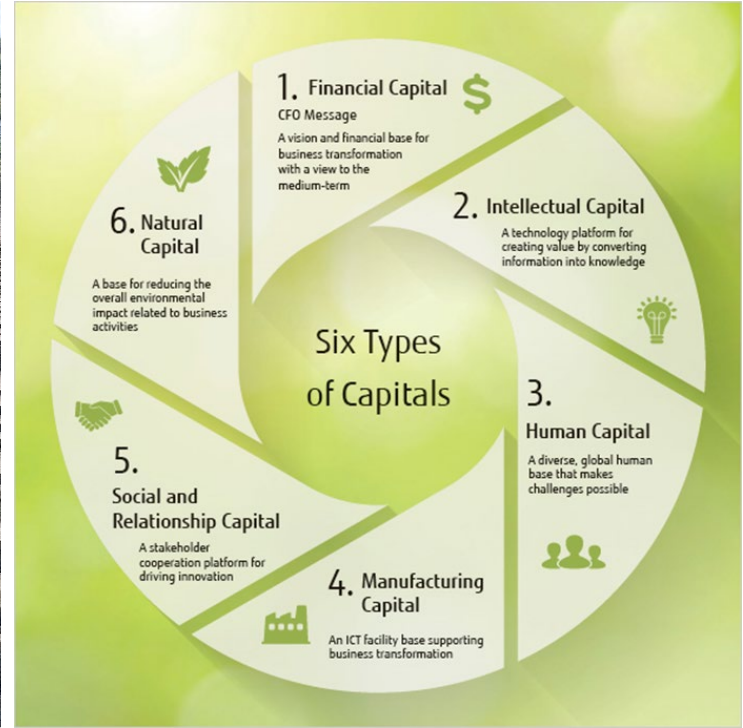 1. Financial Capital
CFO Message
A vision and financial base for
business transformation
with a view to the
medium-term
2. Intellectual Capital
A technology platform for
creating value by converting
information into knowledge
3.
Human Capital
A diverse, global human
base that makes
challenges possible
4. Manufacturing
Capital
An ICT facility base supporting
business transformation
5.
Social and
Relationship Capital
A stakeholder
cooperation platform for
driving innovation
6. Natural
Capital
A base for reducing the
overall environmental
impact related to business
activities
Six Types
of Capitals